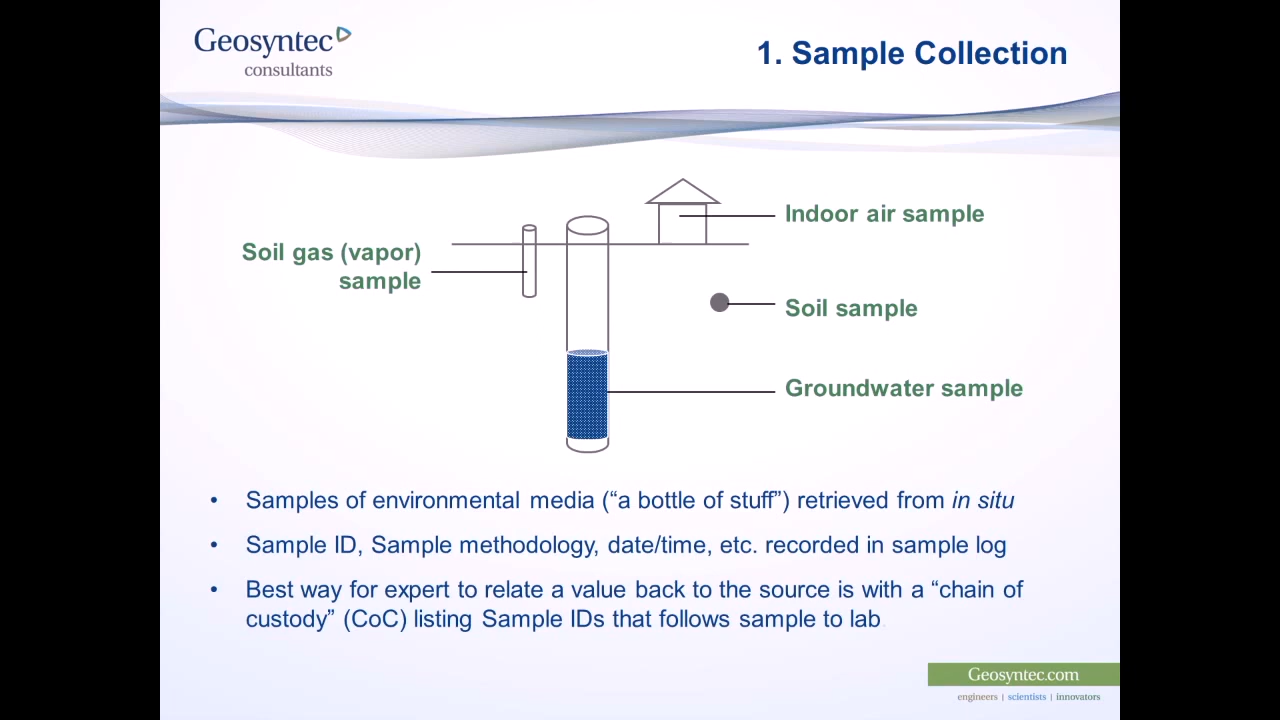 Geosyntec
consultants
1. Sample Collection
Indoor air sample
Soil gas (vapor)
sample
Soil sample
Groundwater sample
• Samples of environmental media (“a bottle of stuff”) retrieved from in situ
• Sample ID, Sample methodology, date/time, etc. recorded in sample log
• Best way for expert to relate a value back to the source is with a “chain of
custody” (CoC) listing Sample IDs that follows sample to lab
Geosyntec.com
engineers | scientists | innovators